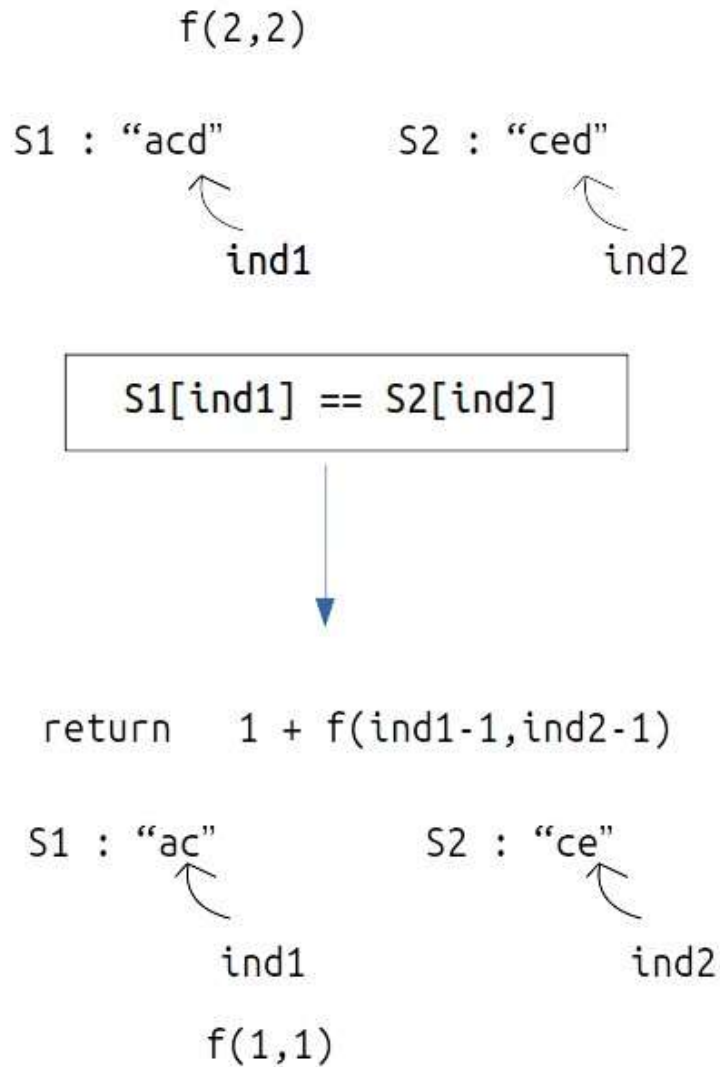 f(2,2)
S1 : “acd” S2 : “ced”
ind1 ind2
S1[ind1] == S2[ind2]
return 1 + f(ind1-1,ind2-1)
S1 : “ac” S2 : “ce”
ind1 ind2
f(1,1)